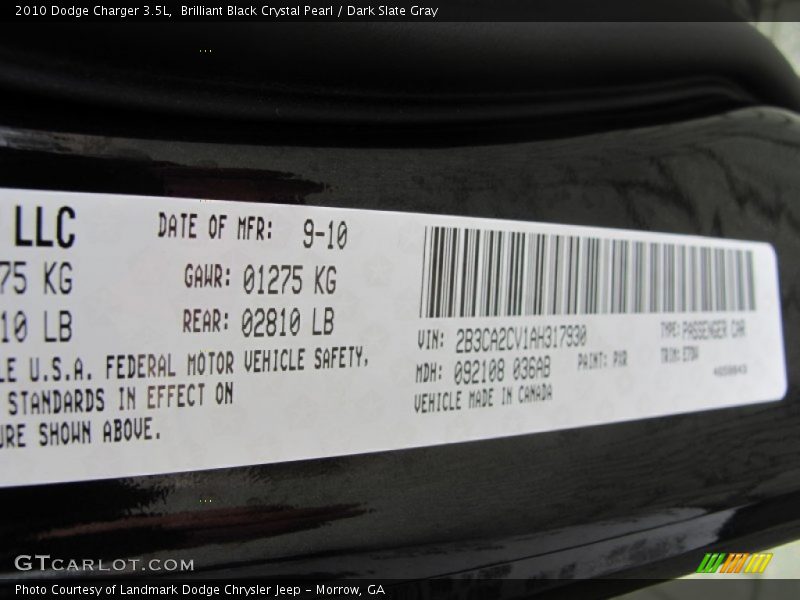 2010 Dodge Charger 3.5L,  Brilliant Black Crystal Pearl / Dark Slate Gray
LLC
DATE OF MFR: 9-10
75 KG
GAWR: 01275 KG
10 LB
REAR: 02810 LB
LE U.S.A. FEDERAL MOTOR VEHICLE SAFETY,
STANDARDS IN EFFECT ON
URE SHOWN ABOVE.
VIN: 2B3CA2CV1AH317930
TYPE: PASSENGER CAR
MDH: 092108 036AB
PAINT: PXR
TRIM:
VEHICLE MADE IN CANADA
GTCARLOT.COM
Photo Courtesy of Landmark Dodge Chrysler Jeep – Morrow, GA